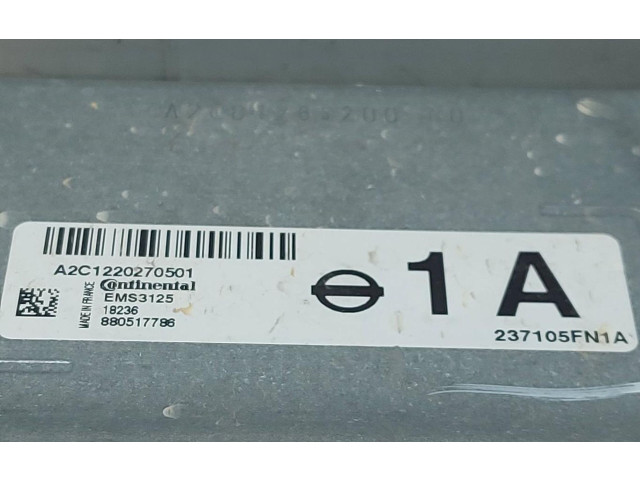 A2C1220270501
Continental
MADE IN FRANCE
EMS3125
18236
880517786
1A
237105FN1A